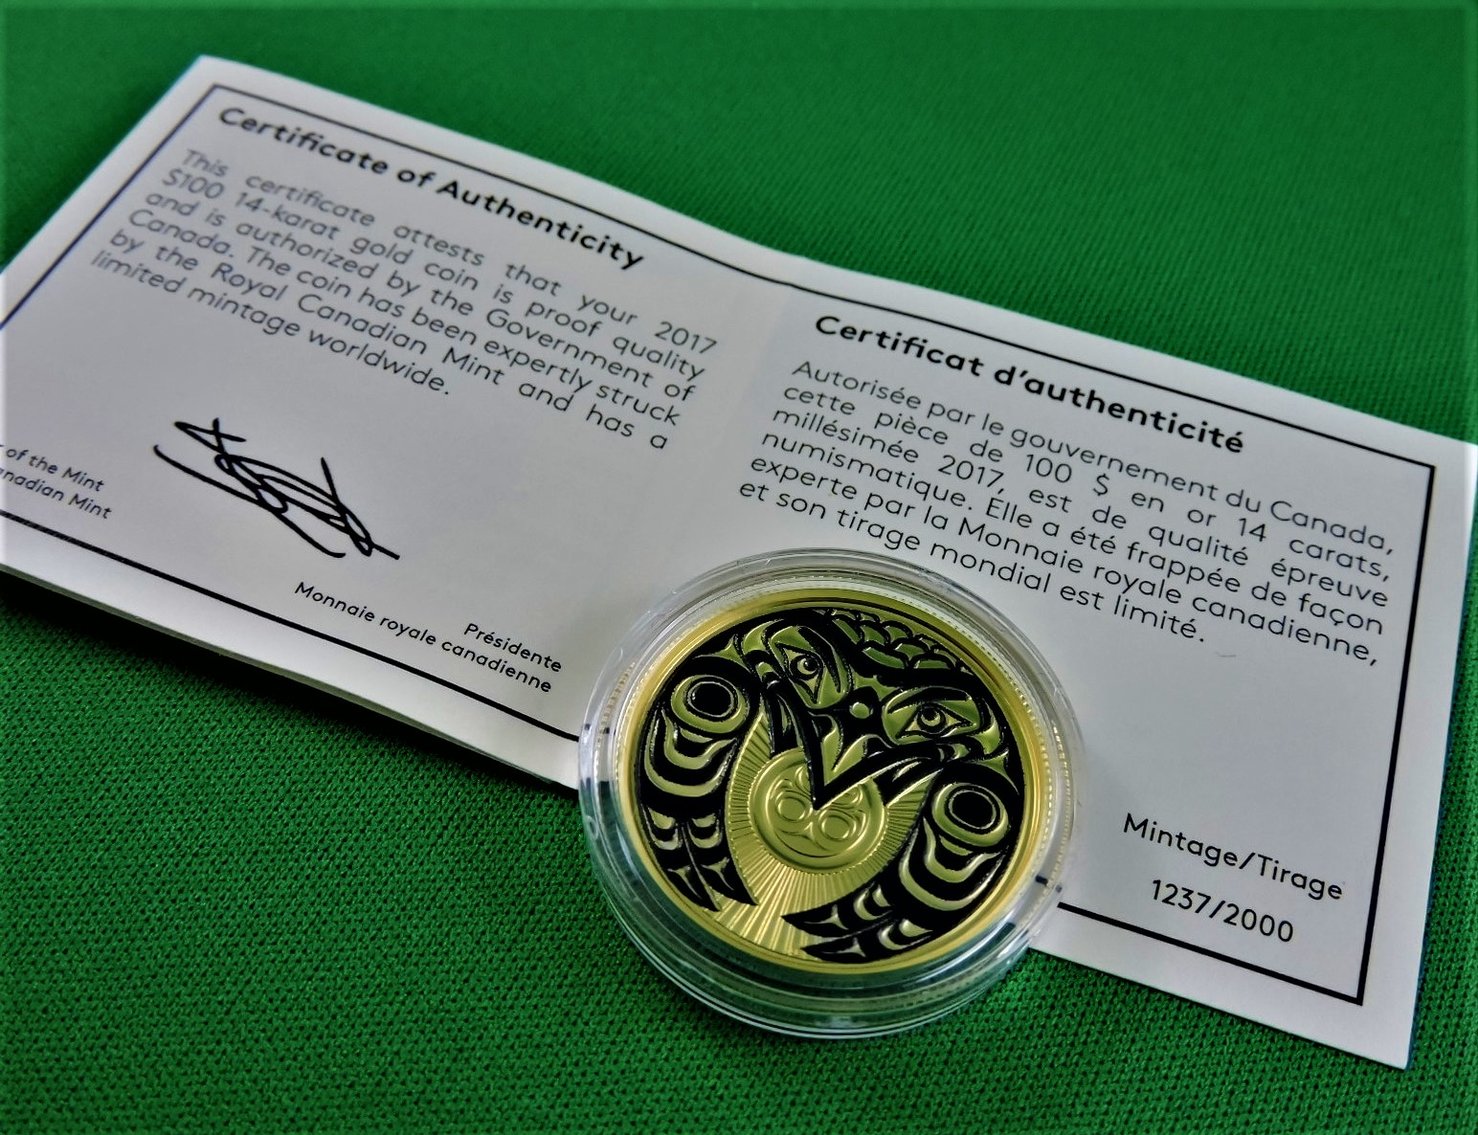 Certificate of Authenticity
This certificate attests that your 2017
$100 14-karat gold coin is proof quality
and is authorized by the Government of
Canada. The coin has been expertly struck
by the Royal Canadian Mint and has a
limited mintage worldwide.
of the Mint
Mint
Présidente
Monnaie royale canadienne
Certificat d'authenticité
Autorisée par le gouvernement du Canada,
cette pièce de 100 $ en or 14 carats,
millésimée 2017, est de qualité épreuve
numismatique. Elle a été frappée de façon
experte par la Monnaie royale canadienne,
et son tirage mondial est limité.
Mintage/Tirage
1237/2000